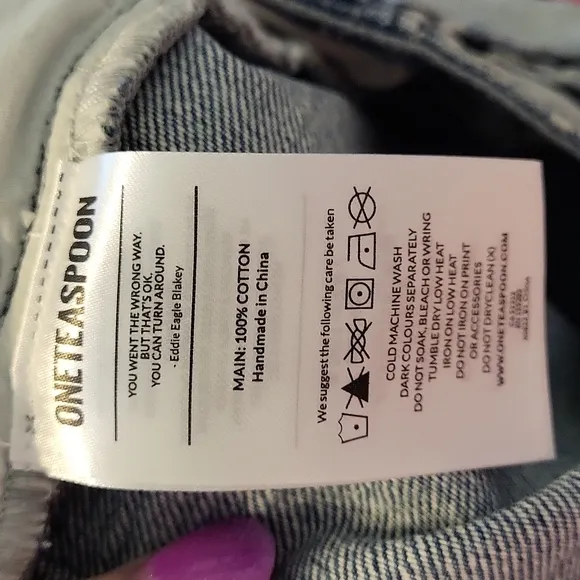 ONETEASPOON
YOU WENT THE WRONG WAY.
BUT THAT'S OK,
YOU CAN TURN AROUND.
- Eddie Eagle Blakey
MAIN: 100% COTTON
Handmade in China
We suggest the following care be taken
COLD MACHINE WASH
DARK COLOURS SEPARATELY
DO NOT SOAK, BLEACH OR WRING
TUMBLE DRY LOW HEAT
IRON ON LOW HEAT
DO NOT IRON ON PRINT
OR ACCESSORIES
DO NOT DRYCLEAN (X)
WWW.ONETEASPOON.COM